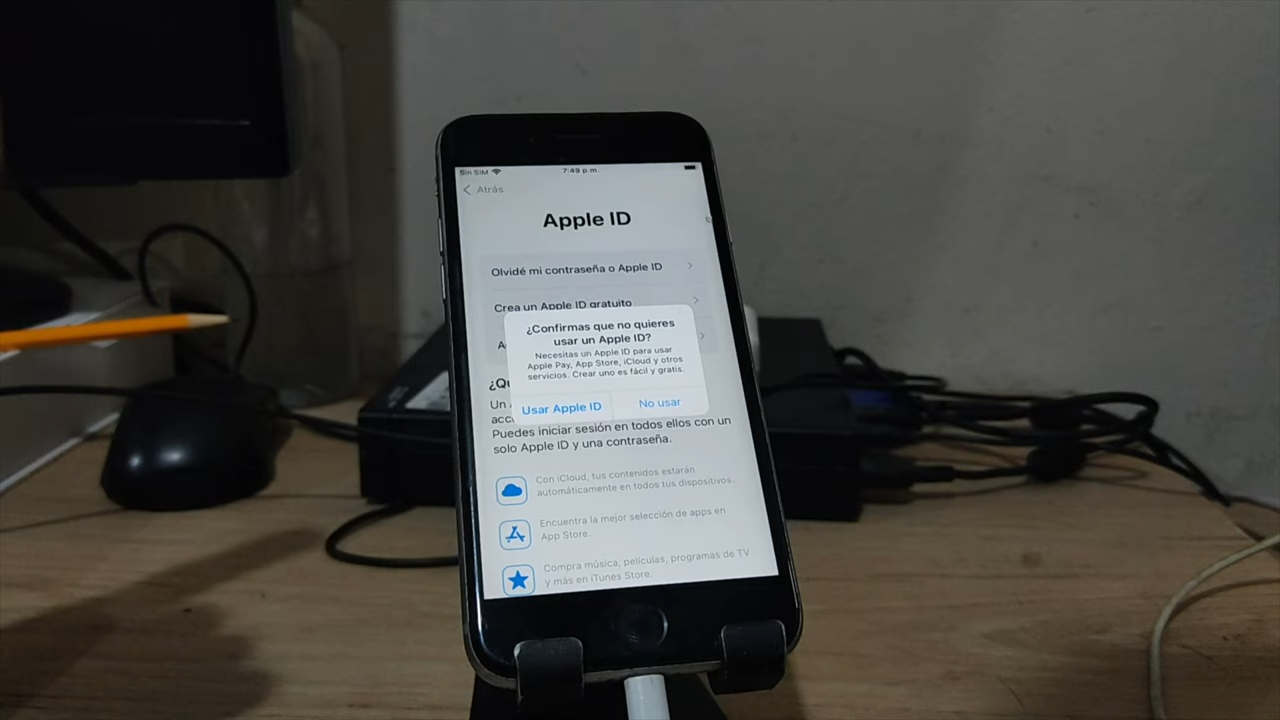 Sin SIM
7:49 p.m.
Atrás
Apple ID
Olvidé mi contraseña o Apple ID
Crea un Apple ID gratuito
¿Confirmas que no quieres
usar un Apple ID?
Necesitas un Apple ID para usar
Apple Pay, App Store, iCloud y otros
servicios. Crear uno es fácil y gratis.
Usar Apple ID
No usar
Un
Puedes iniciar sesión en todos ellos con un
solo Apple ID y una contraseña.
Con iCloud, tus contenidos estarán
automáticamente en todos tus dispositivos.
Encuentra la mejor selección de apps en
App Store.
Compra música, películas, programas de TV
y más en iTunes Store.